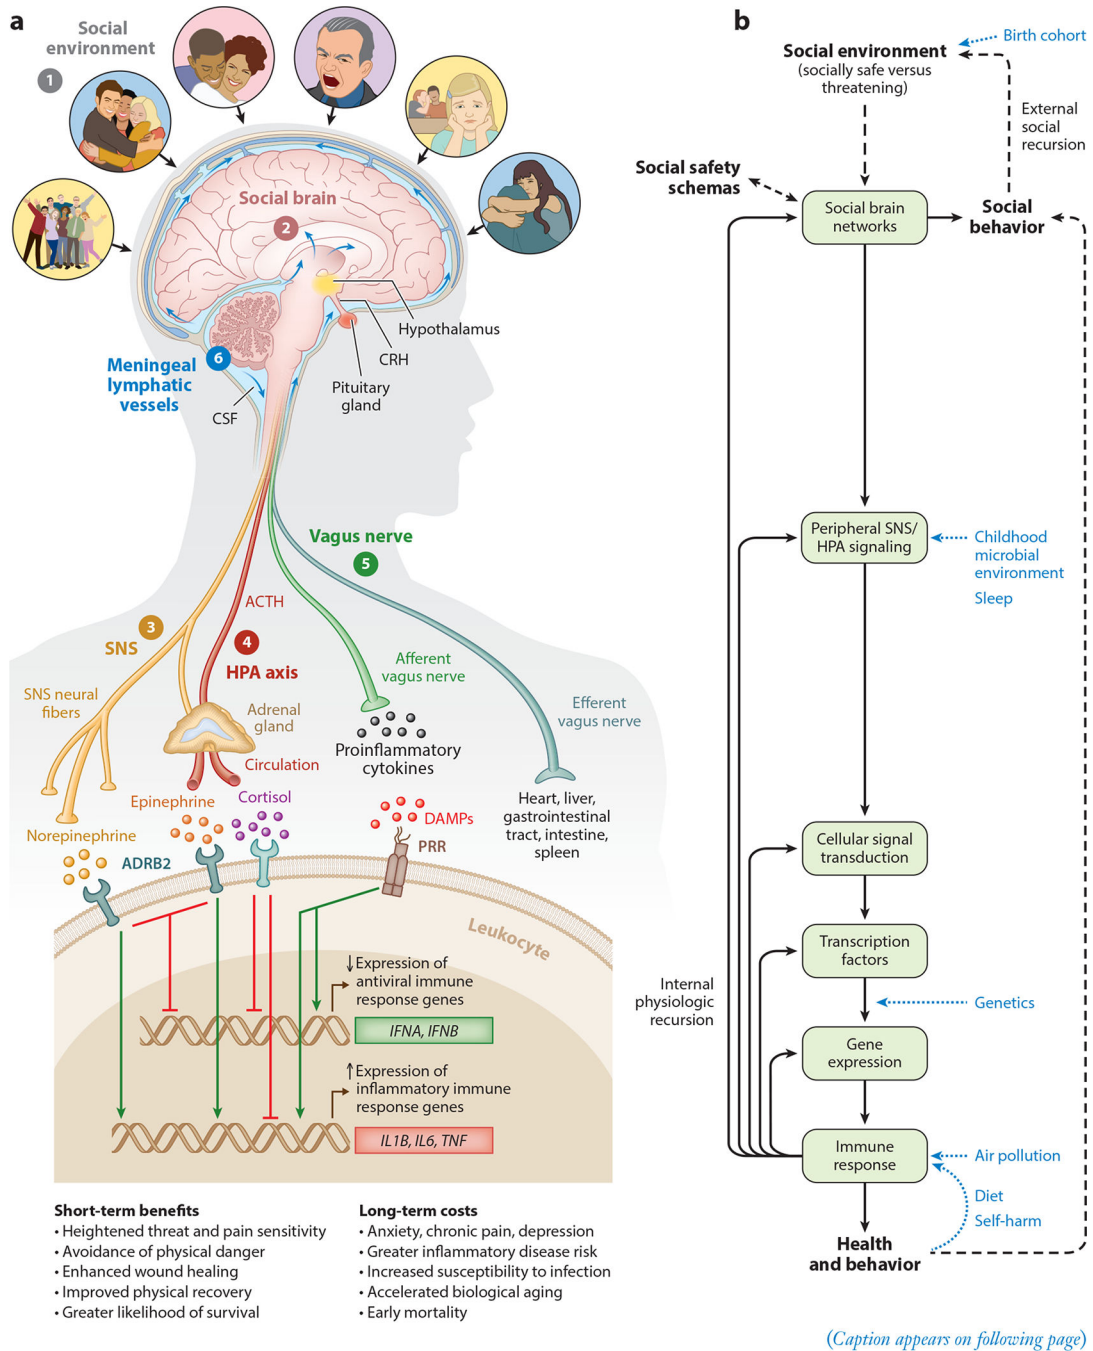 a
Social
environment
1
Social brain
2
Hypothalamus
CRH
Pituitary
gland
6
Meningeal
lymphatic
vessels
CSF
Vagus nerve
5
ACTH
3
SNS
4
HPA axis
SNS neural
fibers
Adrenal
gland
Afferent
vagus nerve
Efferent
vagus nerve
Circulation
Proinflammatory
cytokines
Epinephrine
Cortisol
Heart, liver,
gastrointestinal
tract, intestine,
spleen
Norepinephrine
ADRB2
DAMPs
PRR
Leukocyte
↓ Expression of
antiviral immune
response genes
IFNA, IFNB
↑ Expression of
inflammatory immune
response genes
IL1B, IL6, TNF
Short-term benefits
• Heightened threat and pain sensitivity
• Avoidance of physical danger
• Enhanced wound healing
• Improved physical recovery
• Greater likelihood of survival
Long-term costs
• Anxiety, chronic pain, depression
• Greater inflammatory disease risk
• Increased susceptibility to infection
• Accelerated biological aging
• Early mortality
b
Birth cohort
Social environment
(socially safe versus
threatening)
External
social
recursion
Social safety
schemas
Social brain
networks
Social
behavior
Peripheral SNS/
HPA signaling
Childhood
microbial
environment
Sleep
Cellular signal
transduction
Transcription
factors
Internal
physiologic
recursion
Genetics
Gene
expression
Immune
response
Air pollution
Diet
Self-harm
Health
and behavior
(Caption appears on following page)